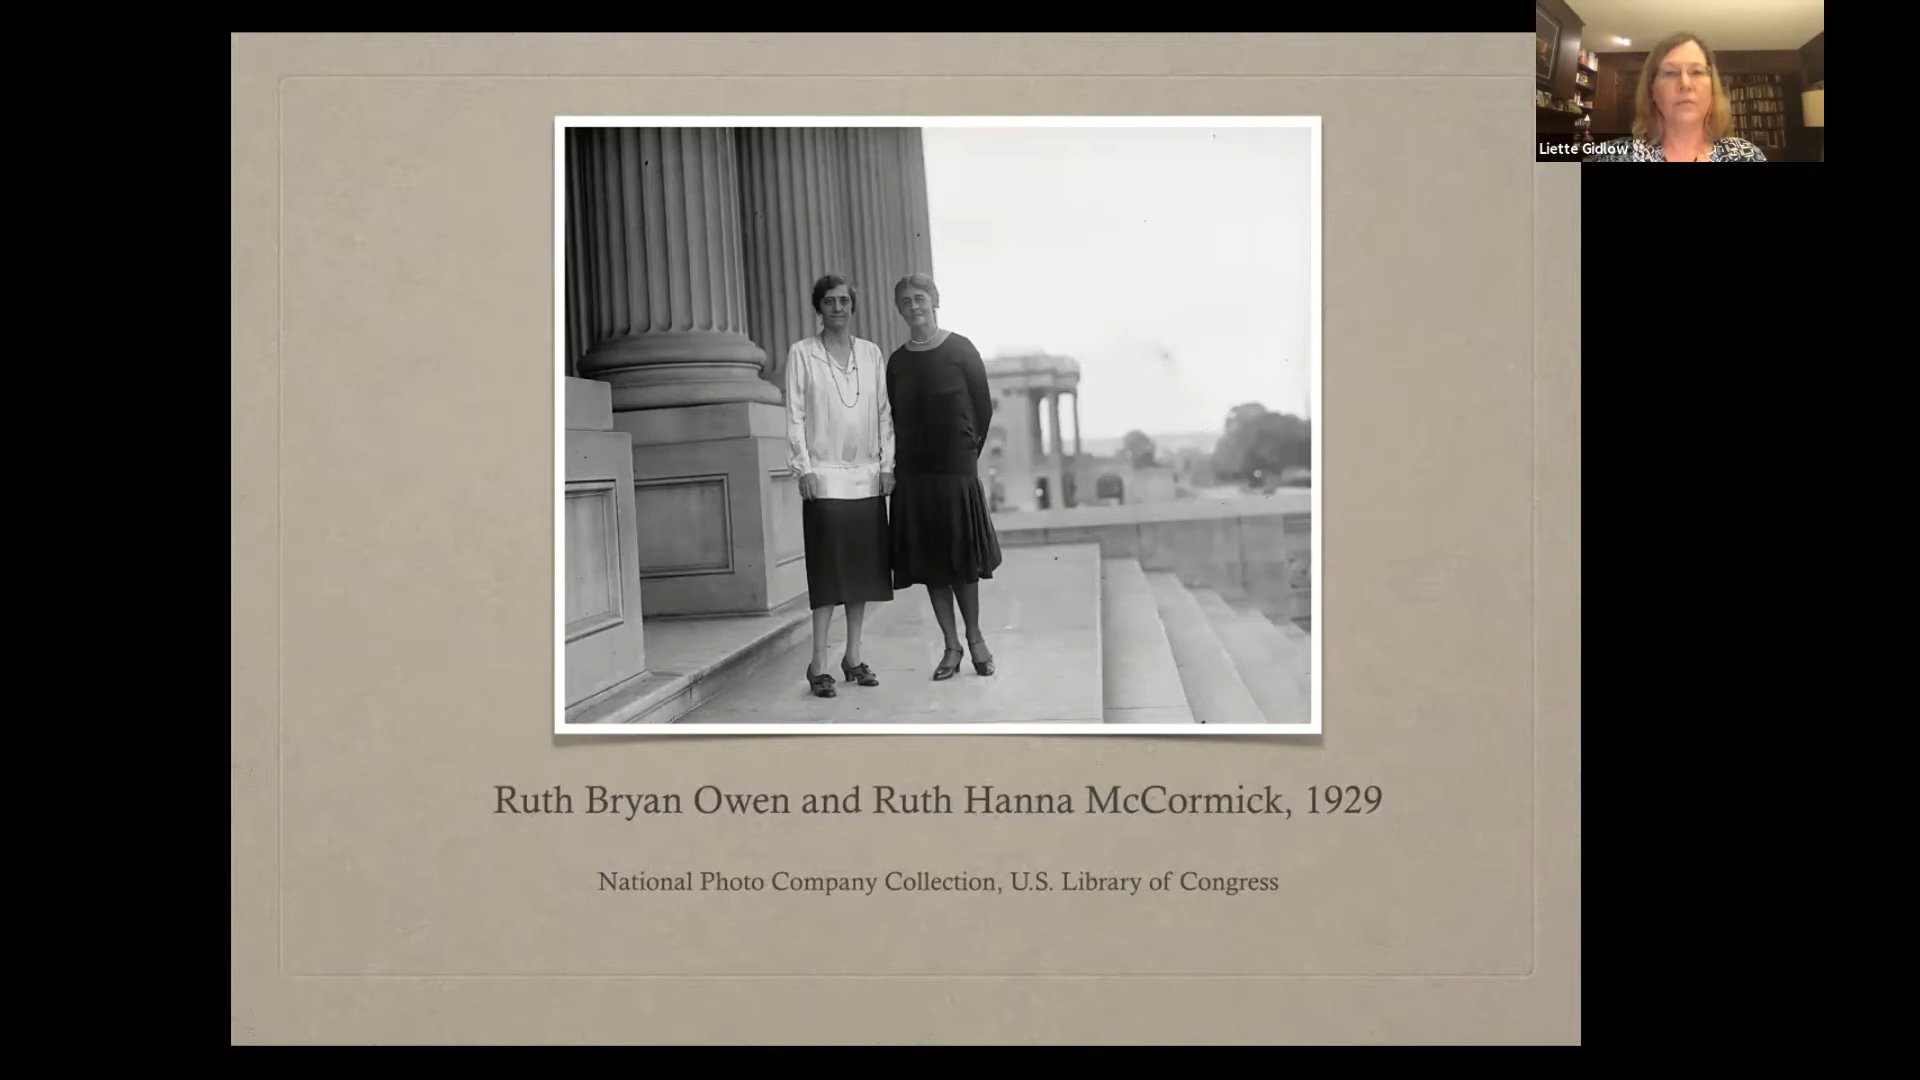 Liette Gidlow
Ruth Bryan Owen and Ruth Hanna McCormick, 1929
National Photo Company Collection, U.S. Library of Congress